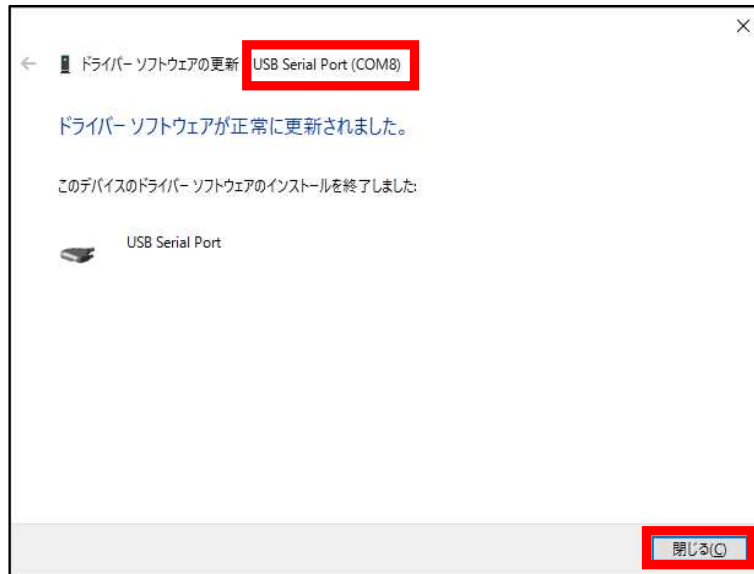 ドライバー ソフトウェアの更新 USB Serial Port (COM8)
ドライバー ソフトウェアが正常に更新されました。
このデバイスのドライバー ソフトウェアのインストールを終了しました:
USB Serial Port
閉じる(C)